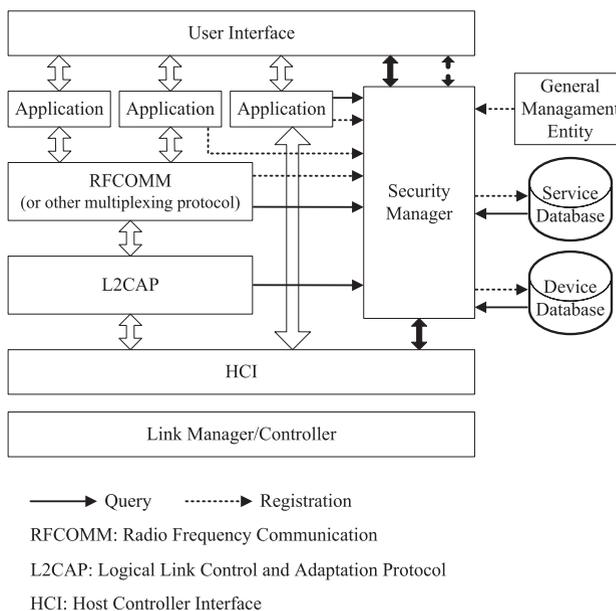 User Interface
Application
Application
Application
General
Management
Entity
RFCOMM
(or other multiplexing protocol)
Security
Manager
Service
Database
L2CAP
Device
Database
HCI
Link Manager/Controller
Query
Registration
RFCOMM: Radio Frequency Communication
L2CAP: Logical Link Control and Adaptation Protocol
HCI: Host Controller Interface